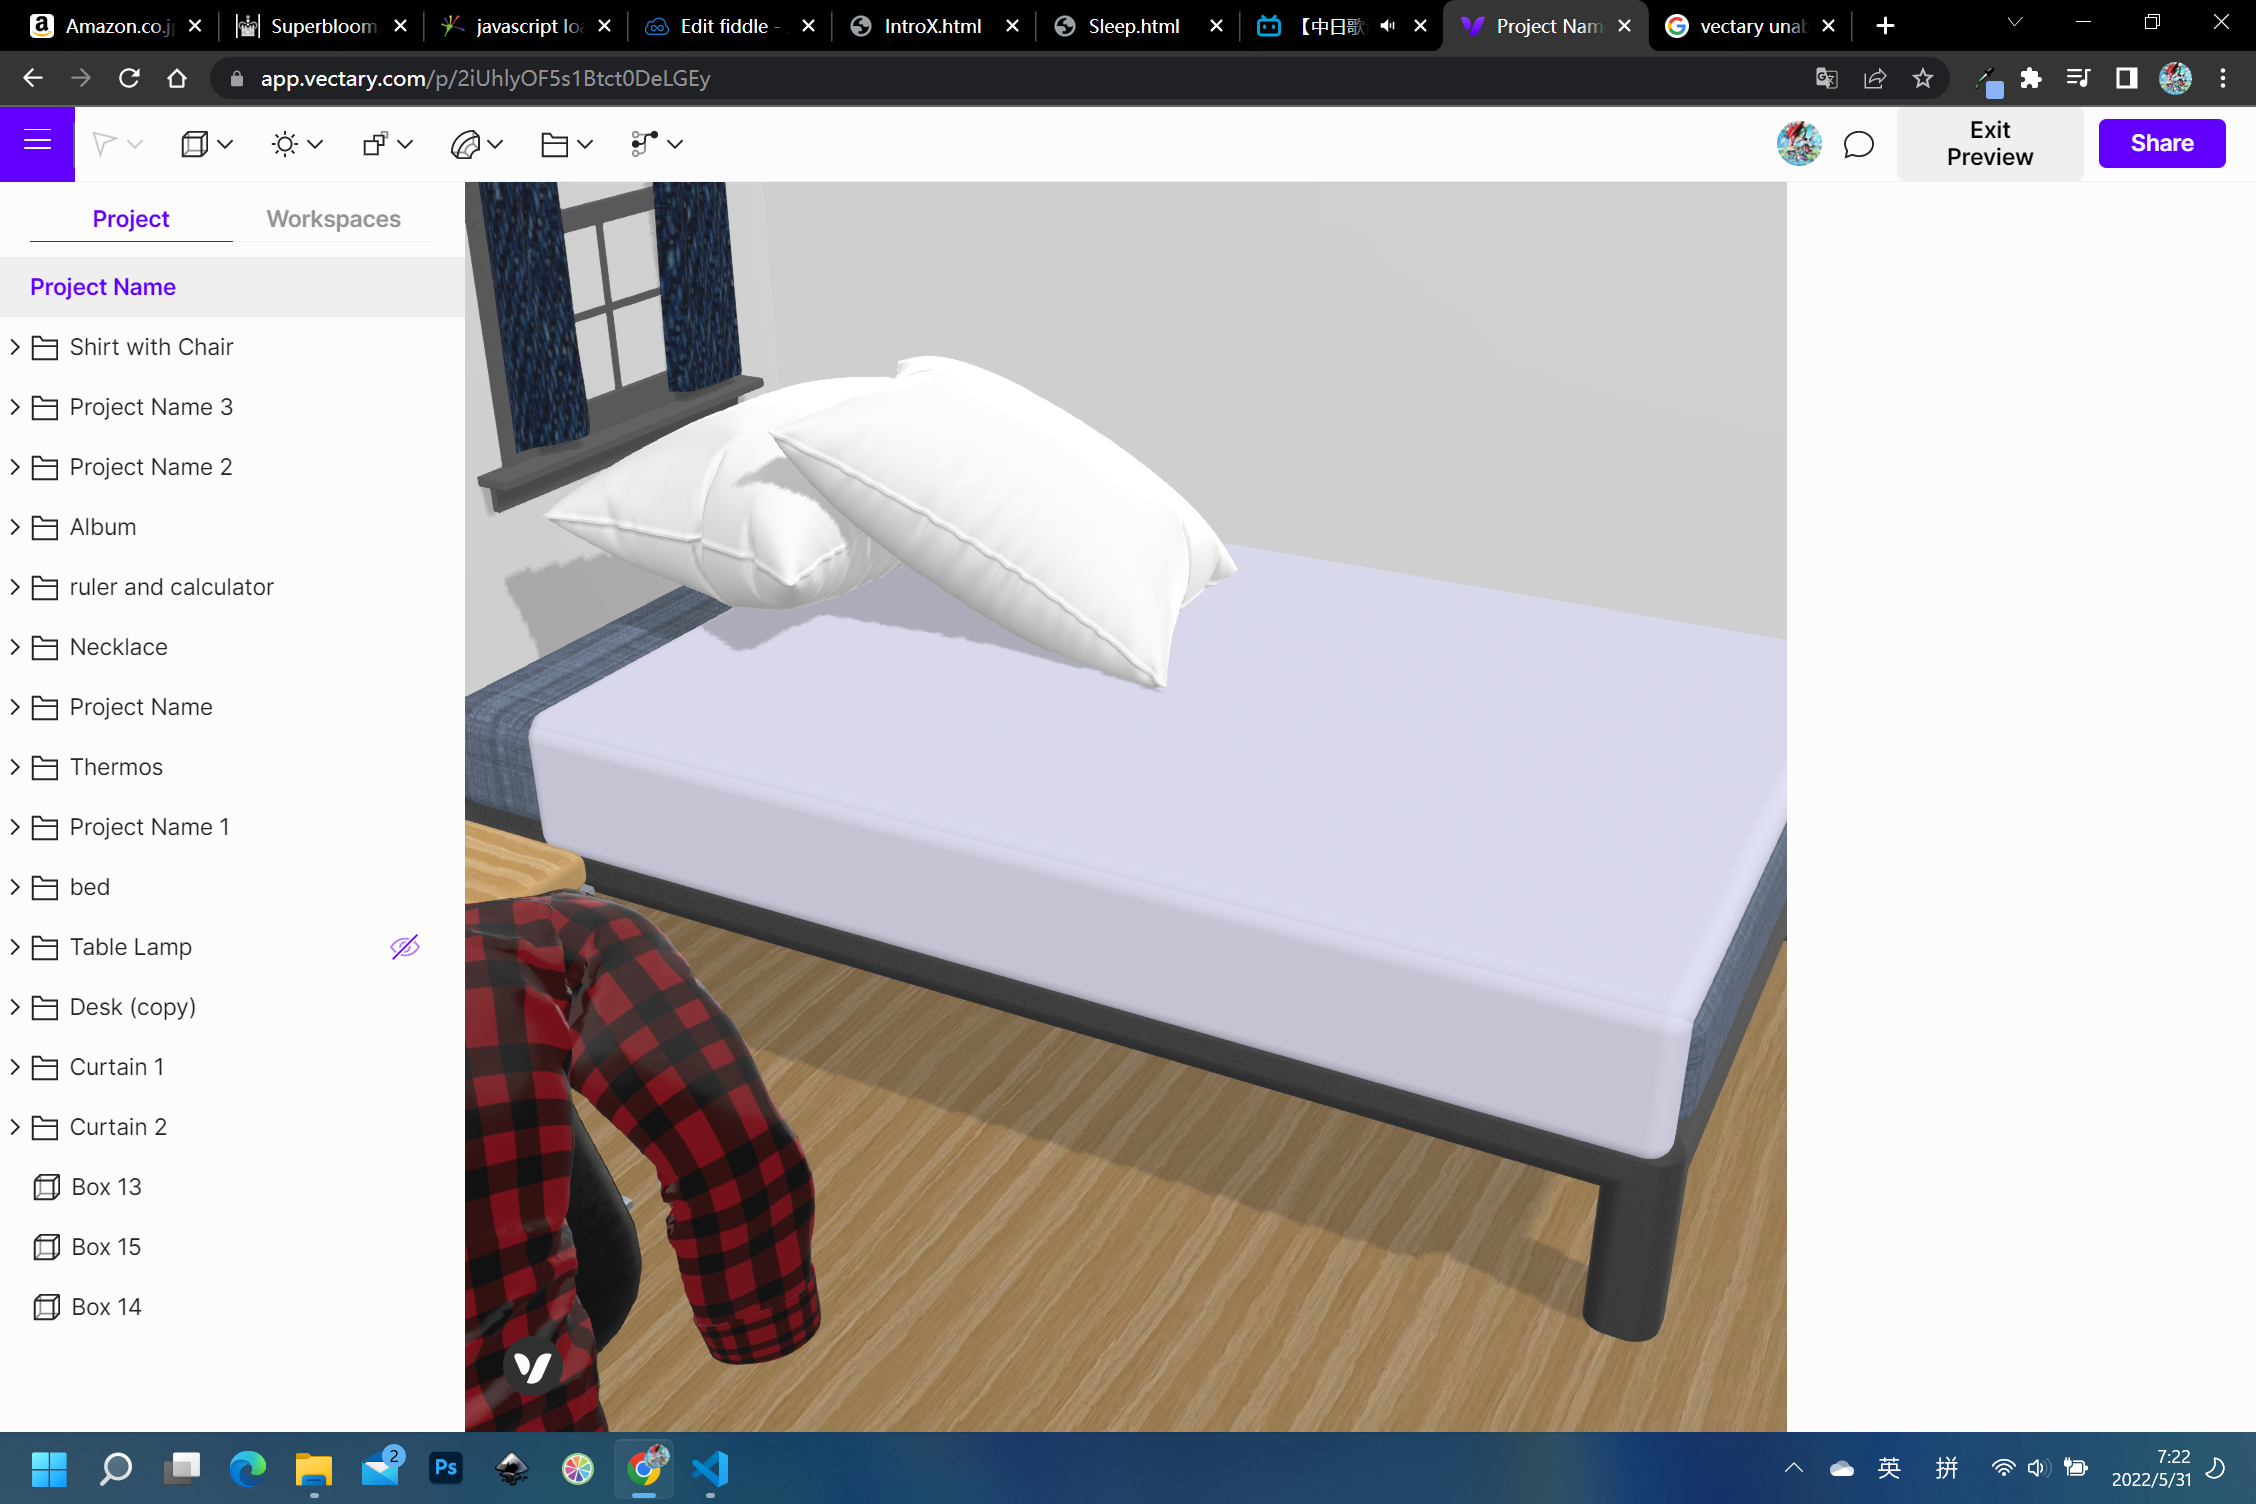 Amazon.co.j
Superbloom
javascript loa
Edit fiddle -
IntroX.html
Sleep.html
【中日歌
Project Nam
vectary unab
app.vectary.com/p/2iUhlyOF5s1Btct0DeLGEy
Exit
Preview
Share
Project
Workspaces
Project Name
Shirt with Chair
Project Name 3
Project Name 2
Album
ruler and calculator
Necklace
Project Name
Thermos
Project Name 1
bed
Table Lamp
Desk (copy)
Curtain 1
Curtain 2
Box 13
Box 15
Box 14
2
Ps
英
拼
7:22
2022/5/31